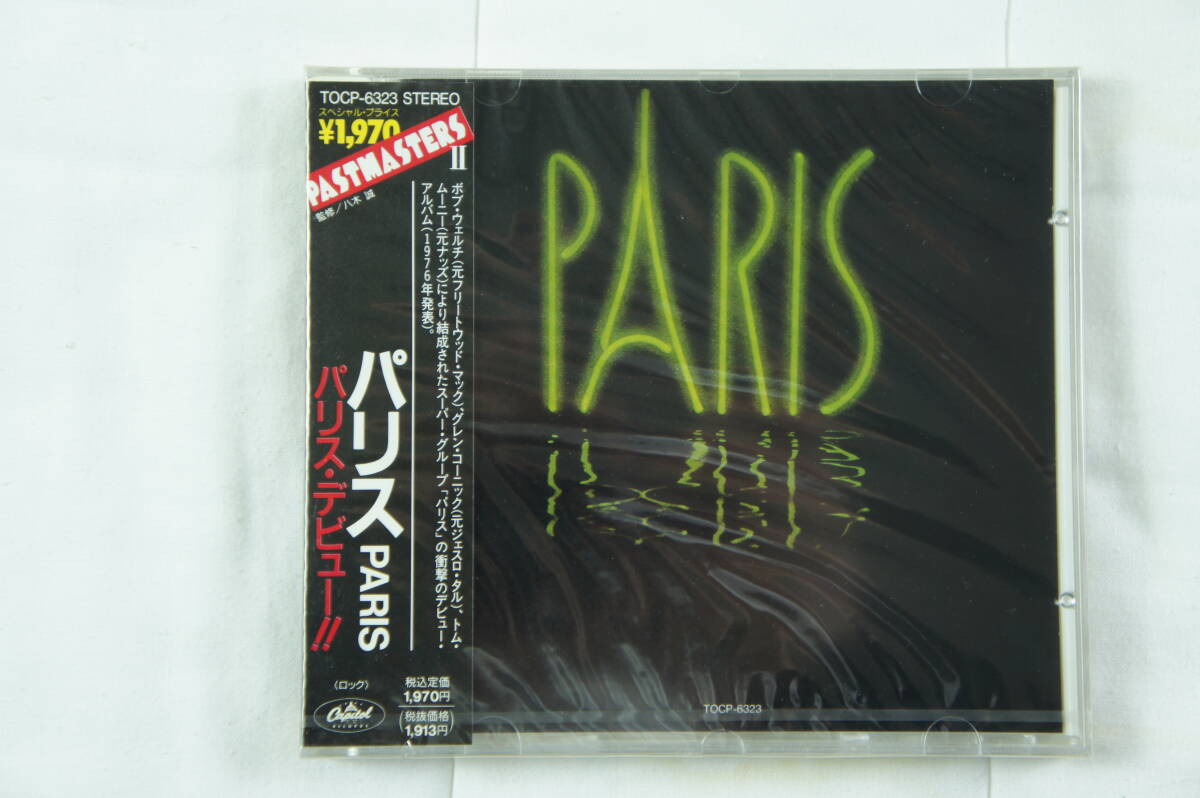 TOCP-6323 STEREO
スペシャル・プライス
¥1,970
PASTMASTERS
II
監修/八木 誠
ボブ・ウェルチ(元フリートウッド・マック)、グレン・コーニック(元ジェスロ・タル)、トム・
ムーニー(元ナッズ)により結成されたスーパー・グループ「パリス」の衝撃のデビュー・
アルバム(1976年発表)。
パリス PARIS
パリス・デビュー!!
(ロック)
Capitol
RECORDS
税込定価
1,970円
(税抜価格
1,913円)
PARIS
TOCP-6323